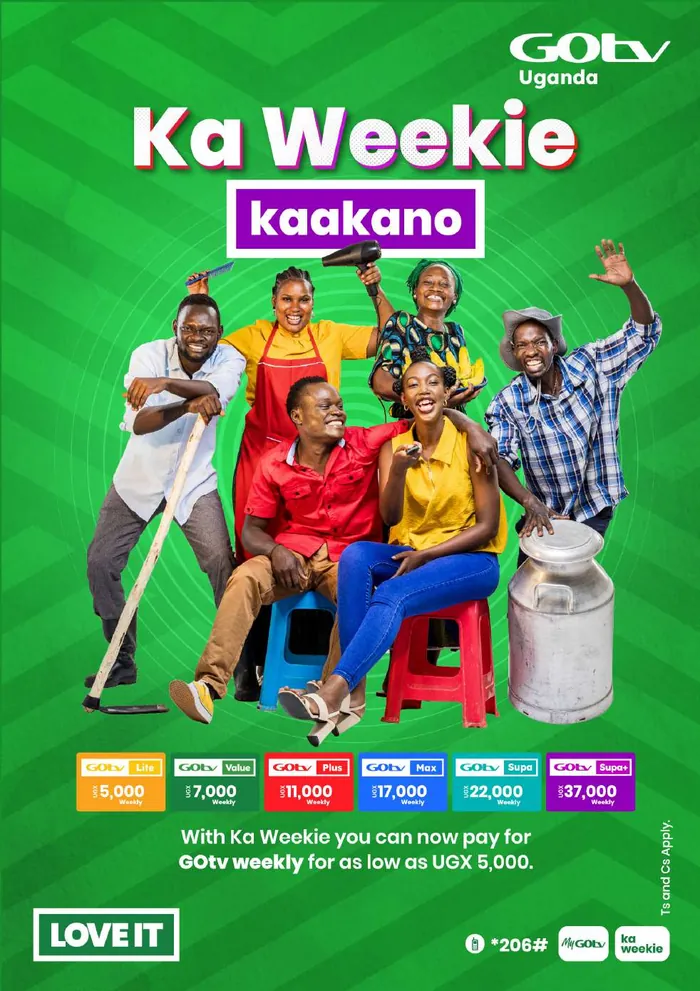 GOtv
Uganda
Ka Weekie
kaakano
GOtv Lite
UGX 5,000
Weekly
GOtv Value
UGX 7,000
Weekly
GOtv Plus
UGX 11,000
Weekly
GOtv Max
UGX 17,000
Weekly
GOtv Supa
UGX 22,000
Weekly
GOtv Supa+
UGX 37,000
Weekly
With Ka Weekie you can now pay for
GOtv weekly for as low as UGX 5,000.
Ts and Cs Apply.
LOVE IT
*206#
MyGOtv
ka
weekie